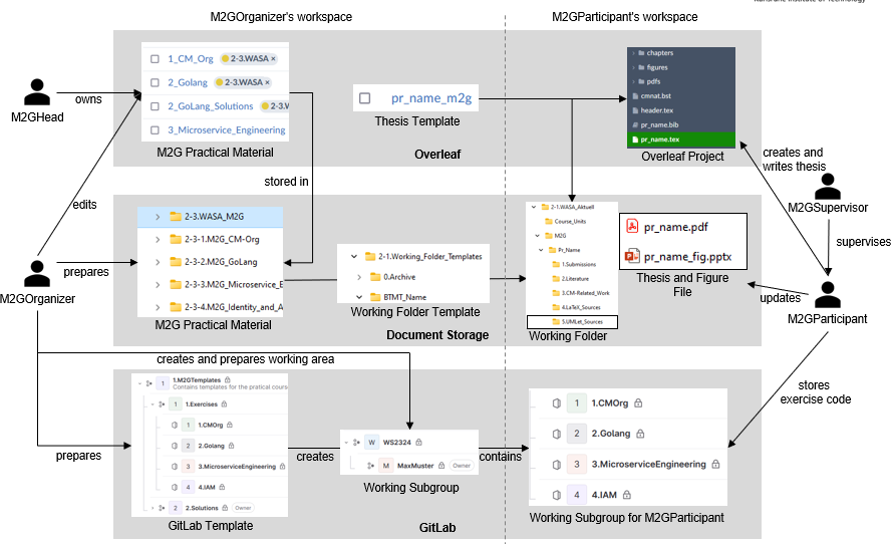 Karlsruhe Institute of Technology
M2GOrganizer's workspace
M2GParticipant's workspace
1_CM_Org 2-3.WASA ×
2_Golang 2-3.WASA ×
2_GoLang_Solutions 2-3.W
3_Microservice_Engineering
M2G Practical Material
M2GHead
owns
pr_name_m2g
Thesis Template
Overleaf
chapters
figures
pdfs
cmnat.bst
header.tex
pr_name.bib
pr_name.tex
Overleaf Project
creates and
writes thesis
stored in
edits
M2GSupervisor
supervises
2-3.WASA_M2G
2-3-1.M2G_CM-Org
2-3-2.M2G_GoLang
2-3-3.M2G_Microservice_E
2-3-4.M2G_Identity_and_A
M2G Practical Material
prepares
M2GOrganizer
2-1.Working_Folder_Templates
0.Archive
BTMT_Name
Working Folder Template
Document Storage
2-1.WASA_Aktuell
Course_Units
M2G
Pr_Name
1.Submissions
2.Literature
3.CM-Related_Work
4.LaTeX_Sources
5.UMLet_Sources
Working Folder
pr_name.pdf
pr_name_fig.pptx
Thesis and Figure
File
updates
M2GParticipant
creates and prepares working area
1 1.M2GTemplates
Contains templates for the pratical cours
1 1.Exercises
1 1.CMOrg
2 2.Golang
3 3.MicroserviceEngineering
4 4.IAM
2 2.Solutions Owner
GitLab Template
prepares
creates
W WS2324
M MaxMuster Owner
Working Subgroup
contains
GitLab
1 1.CMOrg
2 2.Golang
3 3.MicroserviceEngineering
4 4.IAM
Working Subgroup for M2GParticipant
stores
exercise code